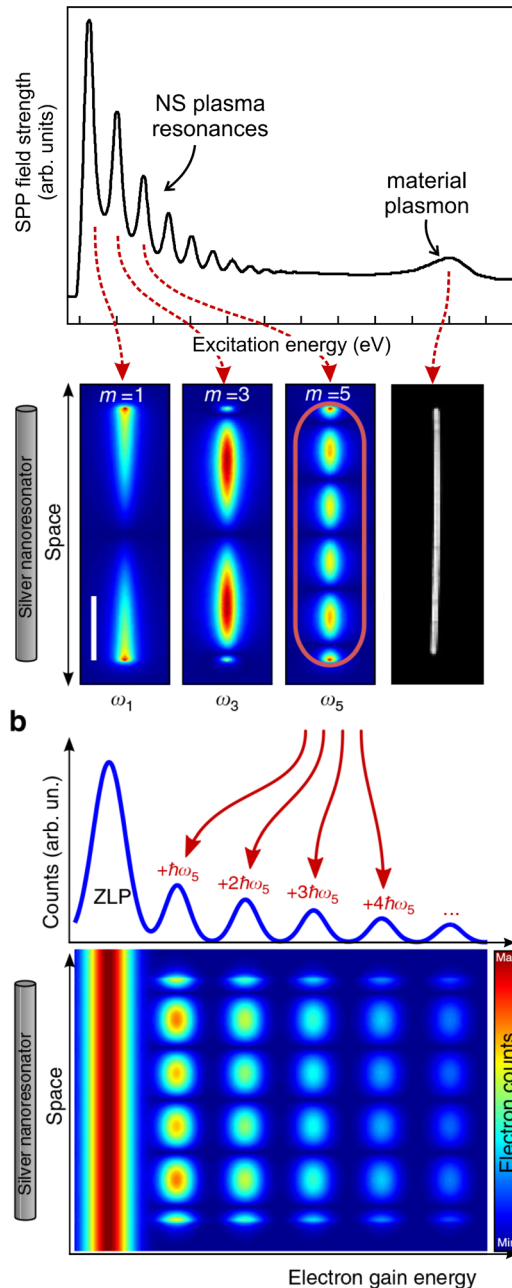 SPP field strength
(arb. units)
NS plasma
resonances
material
plasmon
Excitation energy (eV)
Silver nanoresonator
Space
m=1
m=3
m=5
ω₁
ω₃
ω₅
b
Counts (arb. un.)
ZLP
+ħω₅
+2ħω₅
+3ħω₅
+4ħω₅
...
Silver nanoresonator
Space
Ma
Electron counts
Min
Electron gain energy